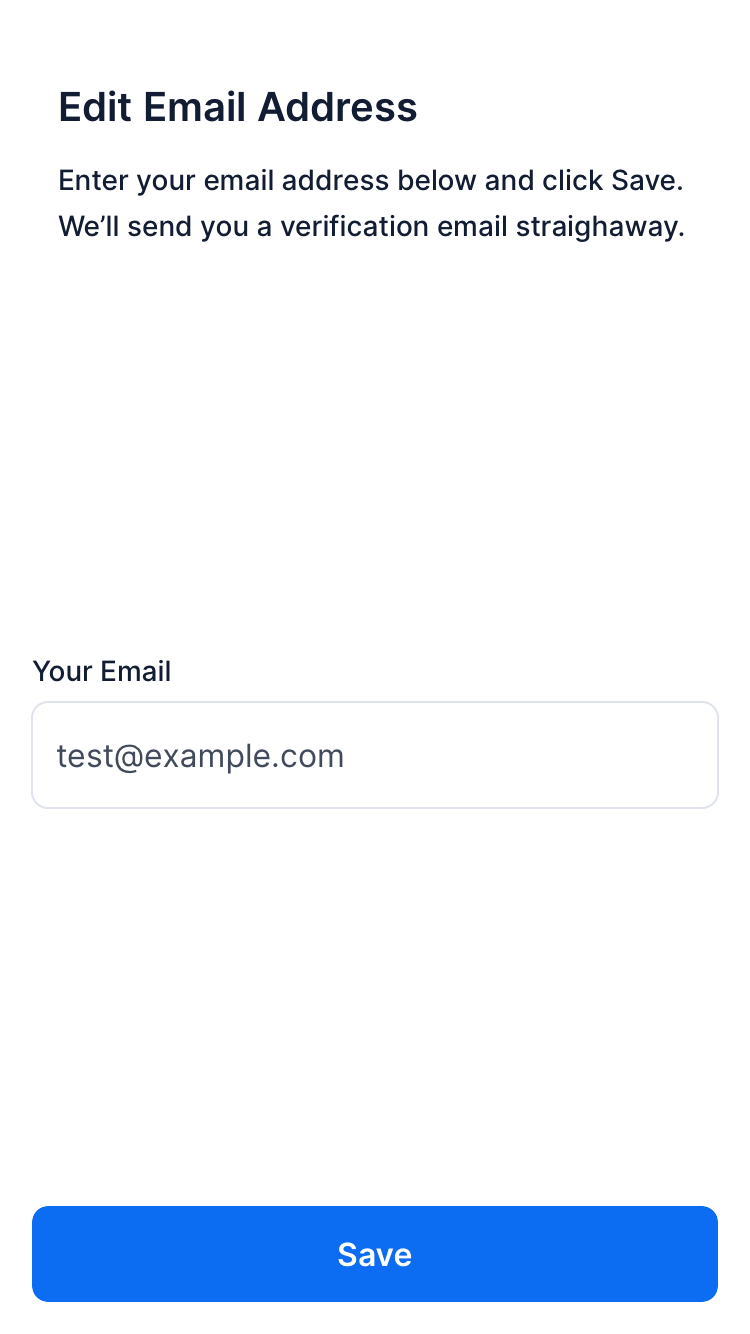 Edit Email Address
Enter your email address below and click Save.
We’ll send you a verification email straighaway.
Your Email
test@example.com
Save